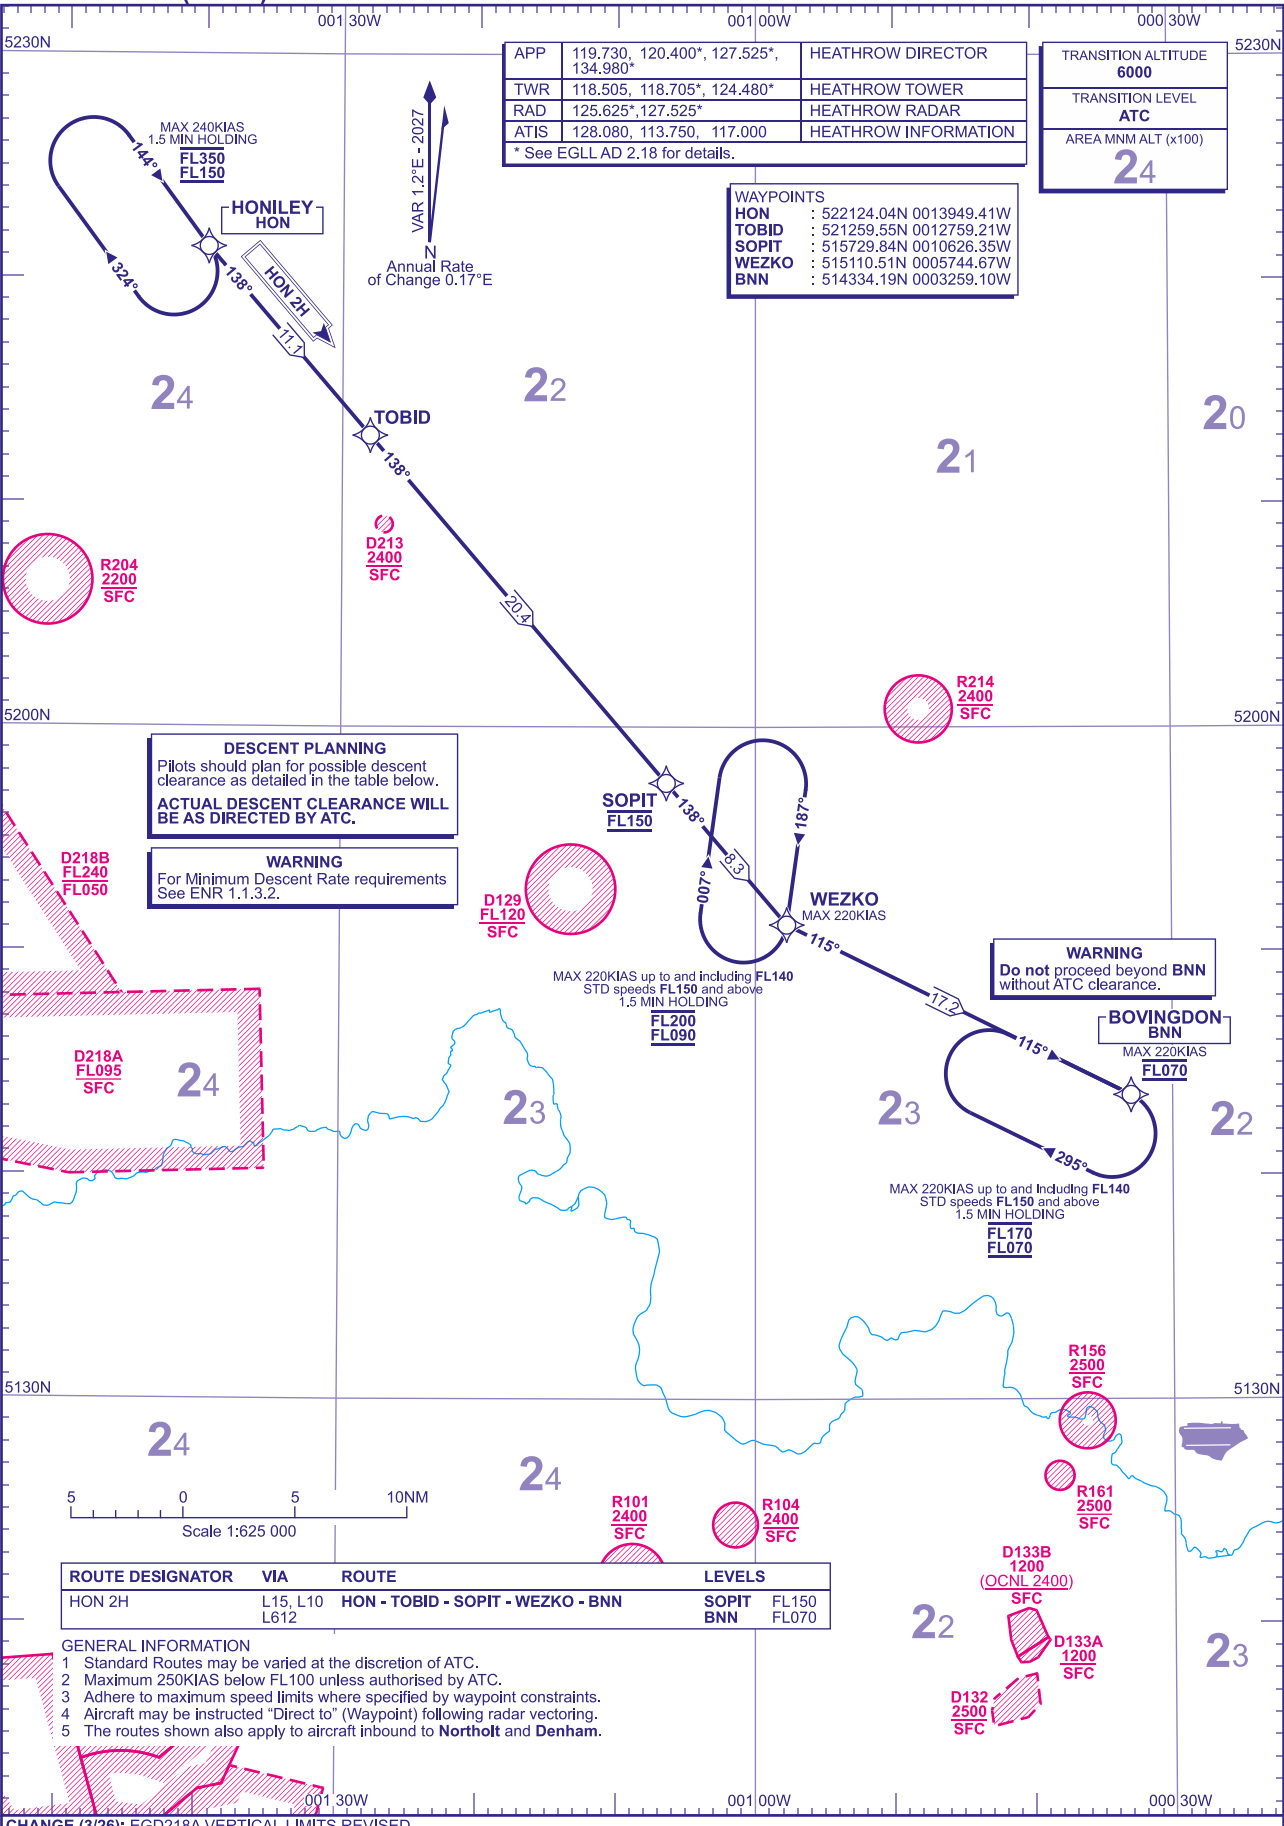 001 30W
001 00W
000 30W
5230N
5230N
APP 119.730, 120.400*, 127.525*, HEATHROW DIRECTOR
134.980*
TWR 118.505, 118.705*, 124.480* HEATHROW TOWER
RAD 125.625*,127.525* HEATHROW RADAR
ATIS 128.080, 113.750, 117.000 HEATHROW INFORMATION
* See EGLL AD 2.18 for details.
TRANSITION ALTITUDE
6000
TRANSITION LEVEL
ATC
AREA MNM ALT (x100)
24
MAX 240KIAS
1.5 MIN HOLDING
FL350
FL150
144°
324°
HONILEY
HON
138°
HON 2H
11.1
VAR 1.2°E - 2027
N
Annual Rate
of Change 0.17°E
WAYPOINTS
HON : 522124.04N 0013949.41W
TOBID : 521259.55N 0012759.21W
SOPIT : 515729.84N 0010626.35W
WEZKO : 515110.51N 0005744.67W
BNN : 514334.19N 0003259.10W
24
22
21
20
TOBID
138°
D213
2400
SFC
R204
2200
SFC
20.4
R214
2400
SFC
5200N
5200N
DESCENT PLANNING
Pilots should plan for possible descent
clearance as detailed in the table below.
ACTUAL DESCENT CLEARANCE WILL
BE AS DIRECTED BY ATC.
WARNING
For Minimum Descent Rate requirements
See ENR 1.1.3.2.
SOPIT
FL150
138°
8.3
187°
007°
D218B
FL240
FL050
D129
FL120
SFC
WEZKO
MAX 220KIAS
115°
MAX 220KIAS up to and including FL140
STD speeds FL150 and above
1.5 MIN HOLDING
FL200
FL090
WARNING
Do not proceed beyond BNN
without ATC clearance.
17.2
115°
BOVINGDON
BNN
MAX 220KIAS
FL070
D218A
FL095
SFC
24
23
23
22
295°
MAX 220KIAS up to and Including FL140
STD speeds FL150 and above
1.5 MIN HOLDING
FL170
FL070
R156
2500
SFC
5130N
5130N
24
24
5 0 5 10NM
Scale 1:625 000
R101
2400
SFC
R104
2400
SFC
R161
2500
SFC
D133B
1200
(OCNL 2400)
SFC
ROUTE DESIGNATOR VIA ROUTE LEVELS
HON 2H L15, L10 HON - TOBID - SOPIT - WEZKO - BNN SOPIT FL150
L612 BNN FL070
22
D133A
1200
SFC
23
D132
2500
SFC
GENERAL INFORMATION
1 Standard Routes may be varied at the discretion of ATC.
2 Maximum 250KIAS below FL100 unless authorised by ATC.
3 Adhere to maximum speed limits where specified by waypoint constraints.
4 Aircraft may be instructed “Direct to” (Waypoint) following radar vectoring.
5 The routes shown also apply to aircraft inbound to Northolt and Denham.
001 30W
001 00W
000 30W
CHANGE (3/26): EGD218A VERTICAL LIMITS REVISED